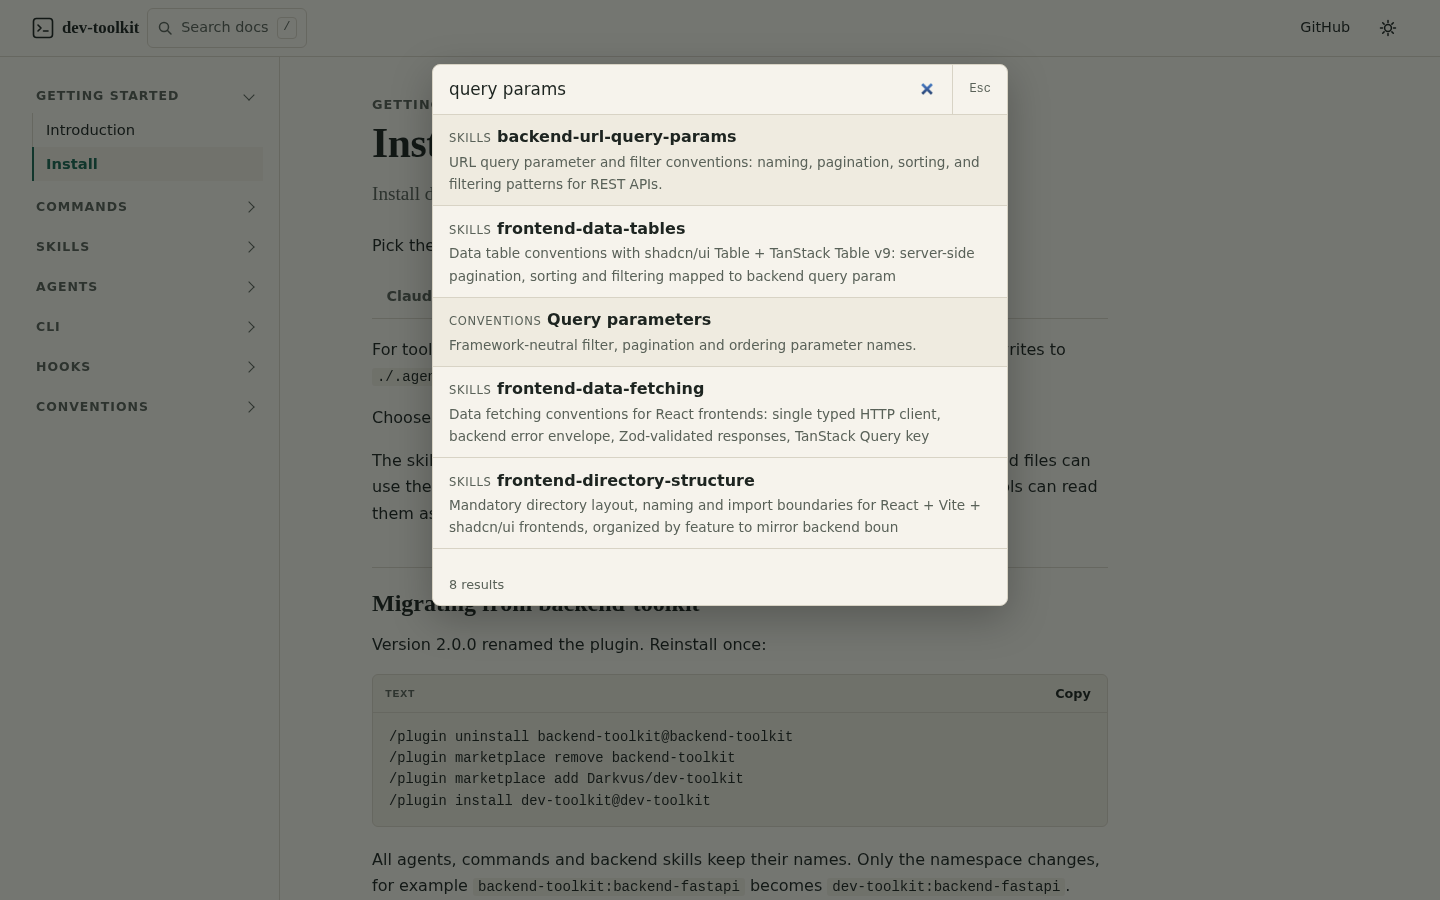 dev-toolkit
Search docs /
GitHub
GETTING STARTED
Introduction
Install
COMMANDS
SKILLS
AGENTS
CLI
HOOKS
CONVENTIONS
query params
Esc
SKILLS backend-url-query-params
URL query parameter and filter conventions: naming, pagination, sorting, and
filtering patterns for REST APIs.
SKILLS frontend-data-tables
Data table conventions with shadcn/ui Table + TanStack Table v9: server-side
pagination, sorting and filtering mapped to backend query param
CONVENTIONS Query parameters
Framework-neutral filter, pagination and ordering parameter names.
SKILLS frontend-data-fetching
Data fetching conventions for React frontends: single typed HTTP client,
backend error envelope, Zod-validated responses, TanStack Query key
SKILLS frontend-directory-structure
Mandatory directory layout, naming and import boundaries for React + Vite +
shadcn/ui frontends, organized by feature to mirror backend boun
8 results
Install
Pick the
For tool
Choose
The skil
d files can
use the
can read
them as
Migrating from backend-toolkit
Version 2.0.0 renamed the plugin. Reinstall once:
TEXT
Copy
/plugin uninstall backend-toolkit@backend-toolkit
/plugin marketplace remove backend-toolkit
/plugin marketplace add Darkvus/dev-toolkit
/plugin install dev-toolkit@dev-toolkit
All agents, commands and backend skills keep their names. Only the namespace changes,
for example backend-toolkit:backend-fastapi becomes dev-toolkit:backend-fastapi.